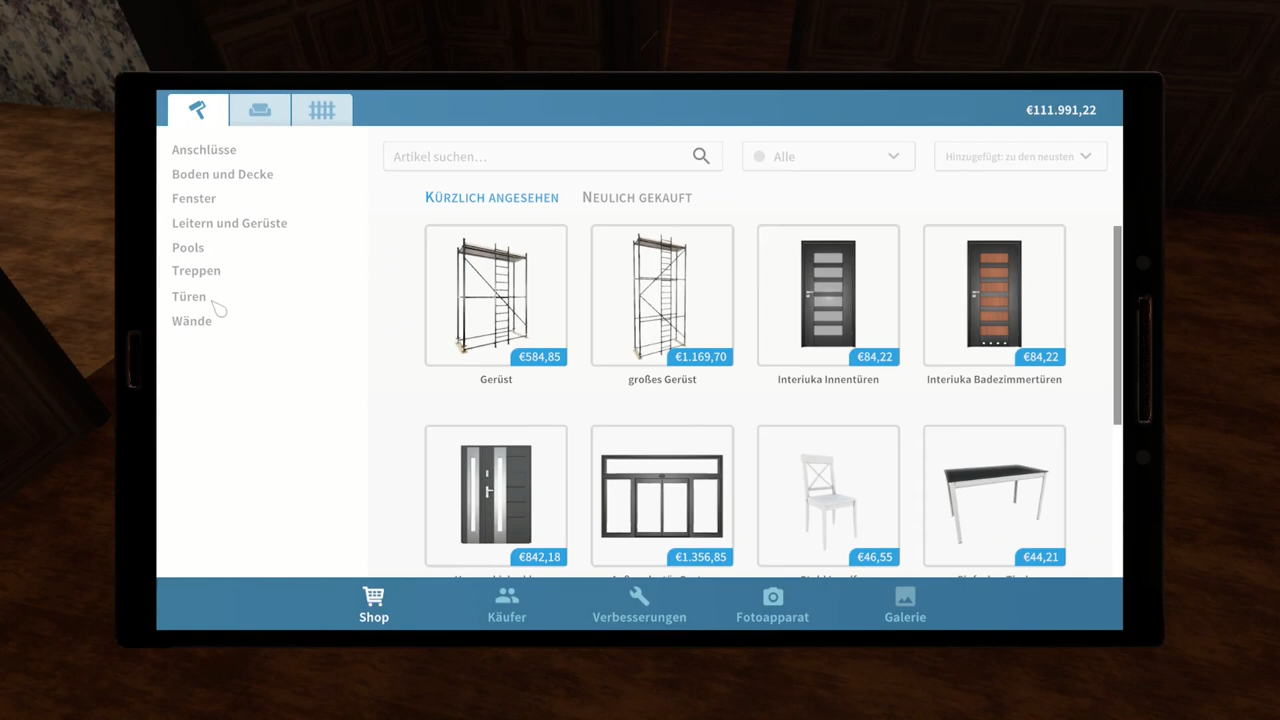 €111.991,22
Anschlüsse
Boden und Decke
Fenster
Leitern und Gerüste
Pools
Treppen
Türen
Wände
Artikel suchen...
Alle
Hinzugefügt: zu den neusten
KÜRZLICH ANGESEHEN
NEULICH GEKAUFT
€584,85
€1.169,70
€84,22
€84,22
Gerüst
großes Gerüst
Interiuka Innentüren
Interiuka Badezimmertüren
€842,18
€1.356,85
€46,55
€44,21
Shop
Käufer
Verbesserungen
Fotoapparat
Galerie